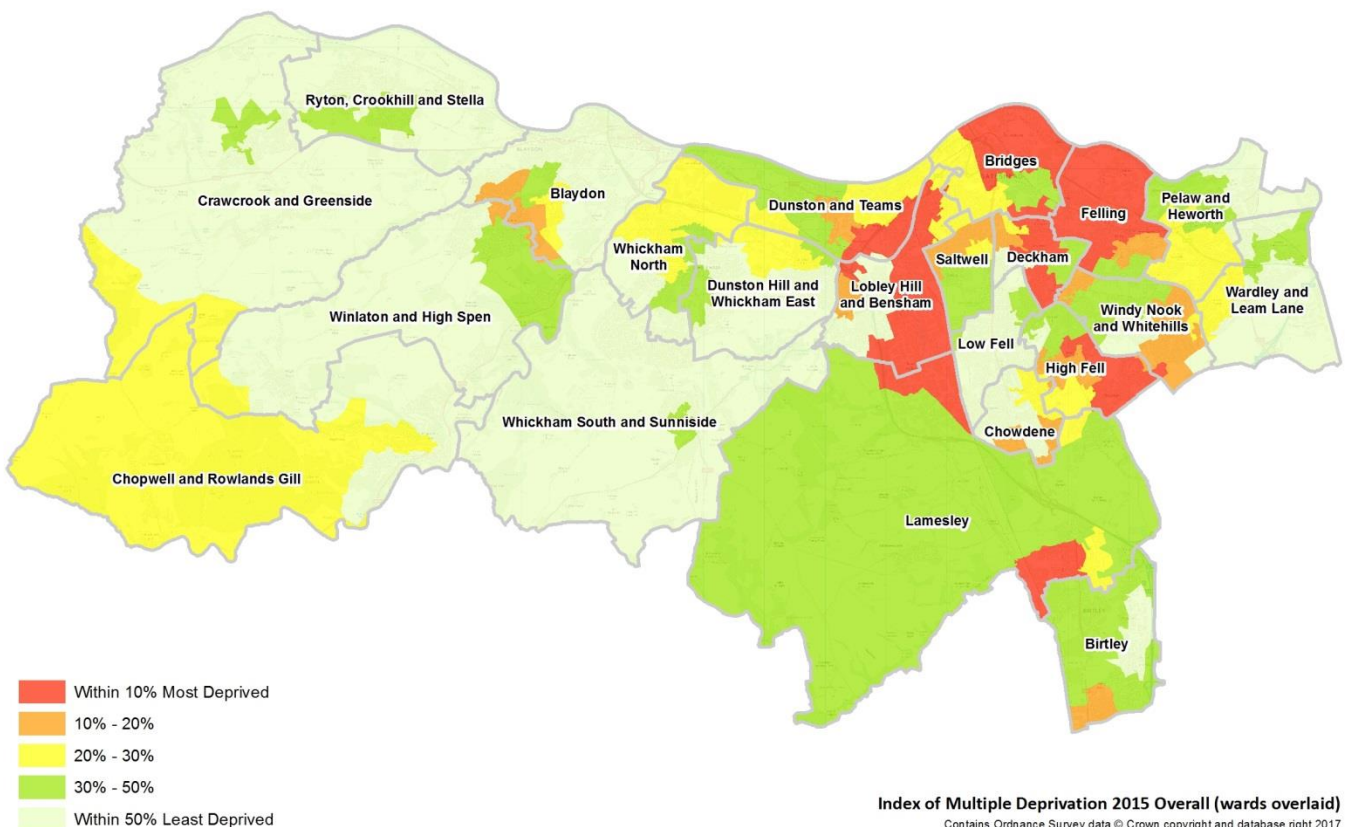 Ryton, Crookhill and Stella
Bridges
Blaydon
Crawcrook and Greenside
Dunston and Teams
Felling
Pelaw and
Heworth
Whickham
North
Saltwell
Deckham
Dunston Hill and
Whickham East
Lobley Hill
and Bensham
Wardley and
Leam Lane
Winlaton and High Spen
Windy Nook
and Whitehills
Low Fell
High Fell
Whickham South and Sunniside
Chowdene
Chopwell and Rowlands Gill
Lamesley
Birtley
Within 10% Most Deprived
10% - 20%
20% - 30%
30% - 50%
Within 50% Least Deprived
Index of Multiple Deprivation 2015 Overall (wards overlaid)
Contains Ordnance Survey data © Crown copyright and database right 2017